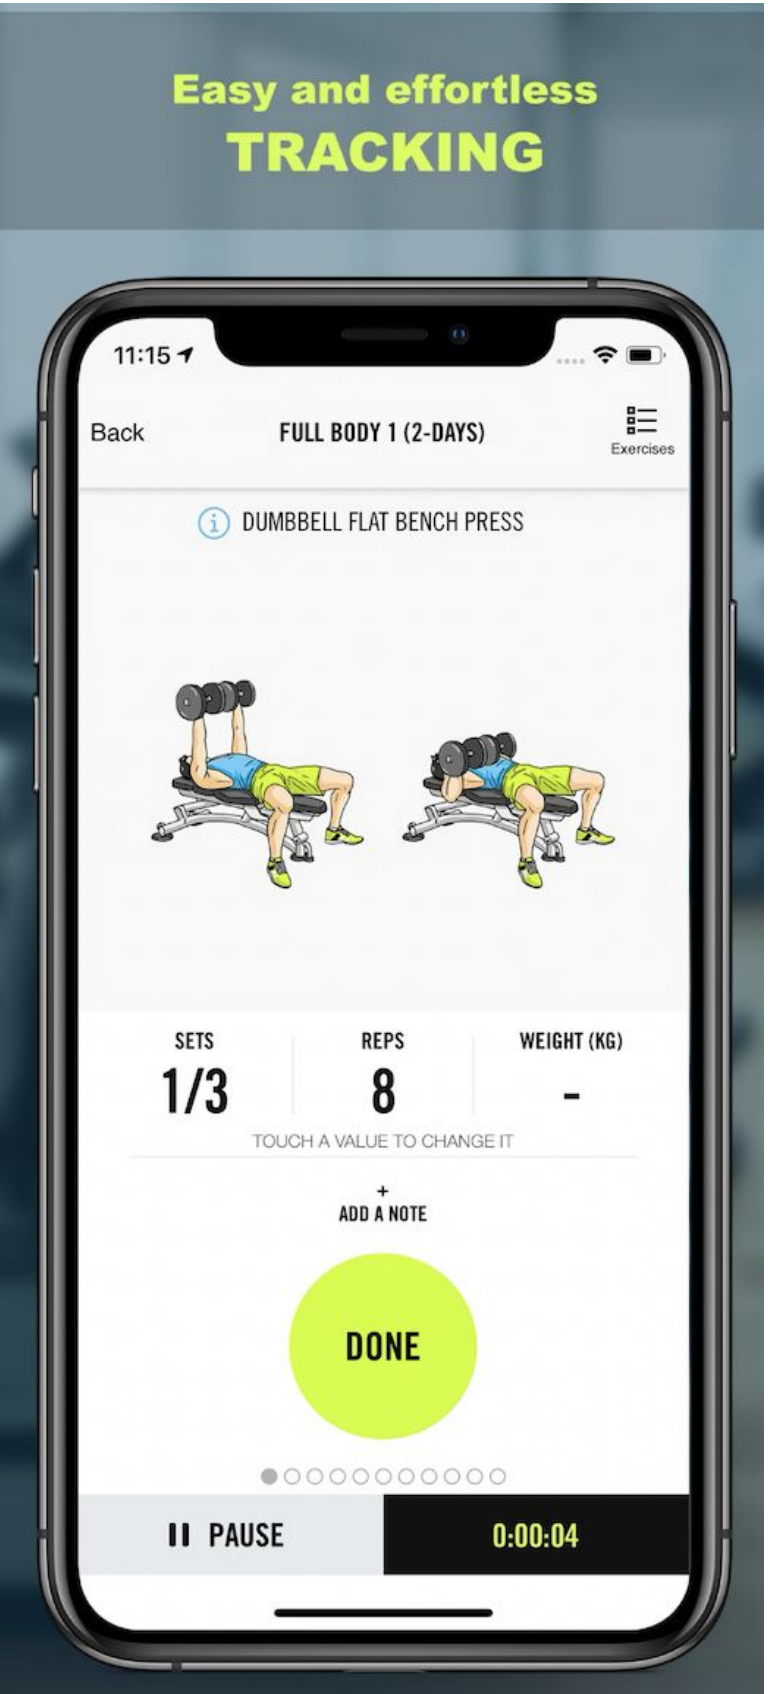 Easy and effortless
TRACKING
11:15
Back
FULL BODY 1 (2-DAYS)
Exercises
DUMBBELL FLAT BENCH PRESS
SETS
REPS
WEIGHT (KG)
1/3
8
-
TOUCH A VALUE TO CHANGE IT
+
ADD A NOTE
DONE
PAUSE
0:00:04